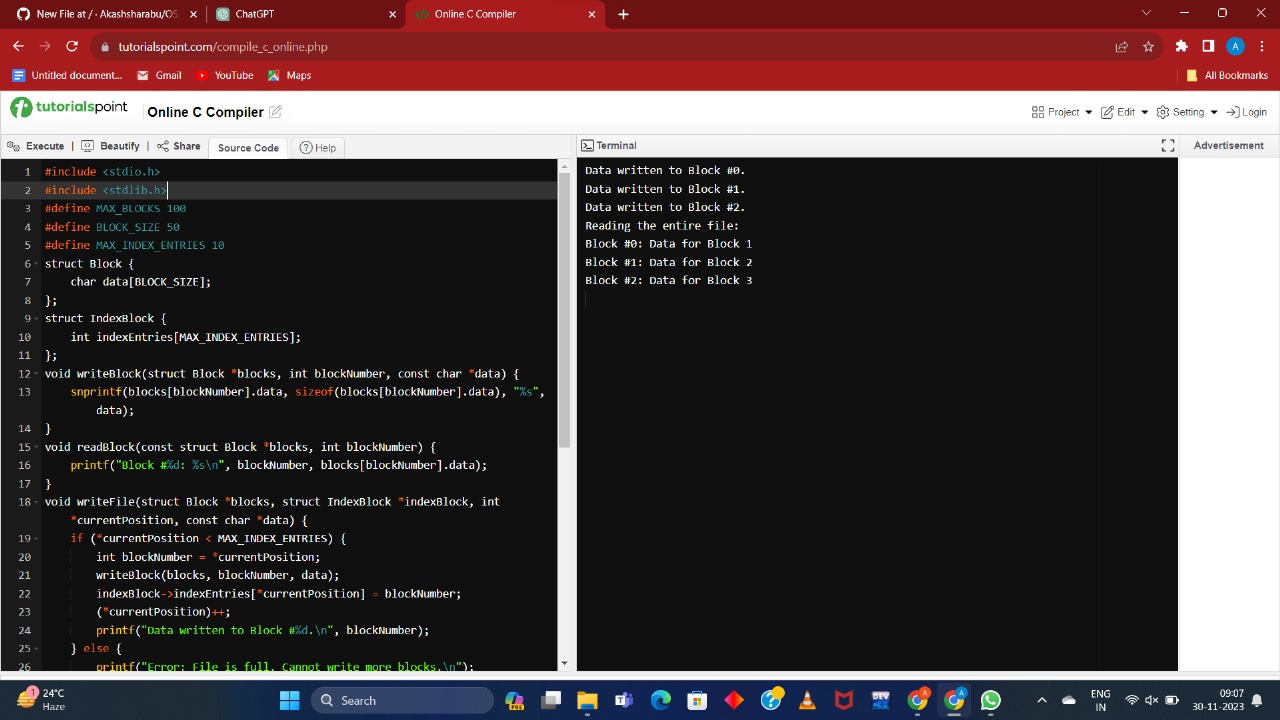 New File at / · Akashsharabu/OS
ChatGPT
Online C Compiler
tutorialspoint.com/compile_c_online.php
A
Untitled document...
Gmail
YouTube
Maps
All Bookmarks
tutorialspoint
Online C Compiler
Project
Edit
Setting
Login
Execute | Beautify | Share
Source Code
Help
Terminal
Advertisement
1 #include <stdio.h>
2 #include <stdlib.h>
3 #define MAX_BLOCKS 100
4 #define BLOCK_SIZE 50
5 #define MAX_INDEX_ENTRIES 10
6 struct Block {
7 char data[BLOCK_SIZE];
8 };
9 struct IndexBlock {
10 int indexEntries[MAX_INDEX_ENTRIES];
11 };
12 void writeBlock(struct Block *blocks, int blockNumber, const char *data) {
13 snprintf(blocks[blockNumber].data, sizeof(blocks[blockNumber].data), "%s",
data);
14 }
15 void readBlock(const struct Block *blocks, int blockNumber) {
16 printf("Block #%d: %s\n", blockNumber, blocks[blockNumber].data);
17 }
18 void writeFile(struct Block *blocks, struct IndexBlock *indexBlock, int
*currentPosition, const char *data) {
19 if (*currentPosition < MAX_INDEX_ENTRIES) {
20 int blockNumber = *currentPosition;
21 writeBlock(blocks, blockNumber, data);
22 indexBlock->indexEntries[*currentPosition] = blockNumber;
23 (*currentPosition)++;
24 printf("Data written to Block #%d.\n", blockNumber);
25 } else {
26 printf("Error: File is full. Cannot write more blocks.\n");
Data written to Block #0.
Data written to Block #1.
Data written to Block #2.
Reading the entire file:
Block #0: Data for Block 1
Block #1: Data for Block 2
Block #2: Data for Block 3
1
24°C
Haze
Search
PRE
DEV
A
A
ENG
IN
09:07
30-11-2023